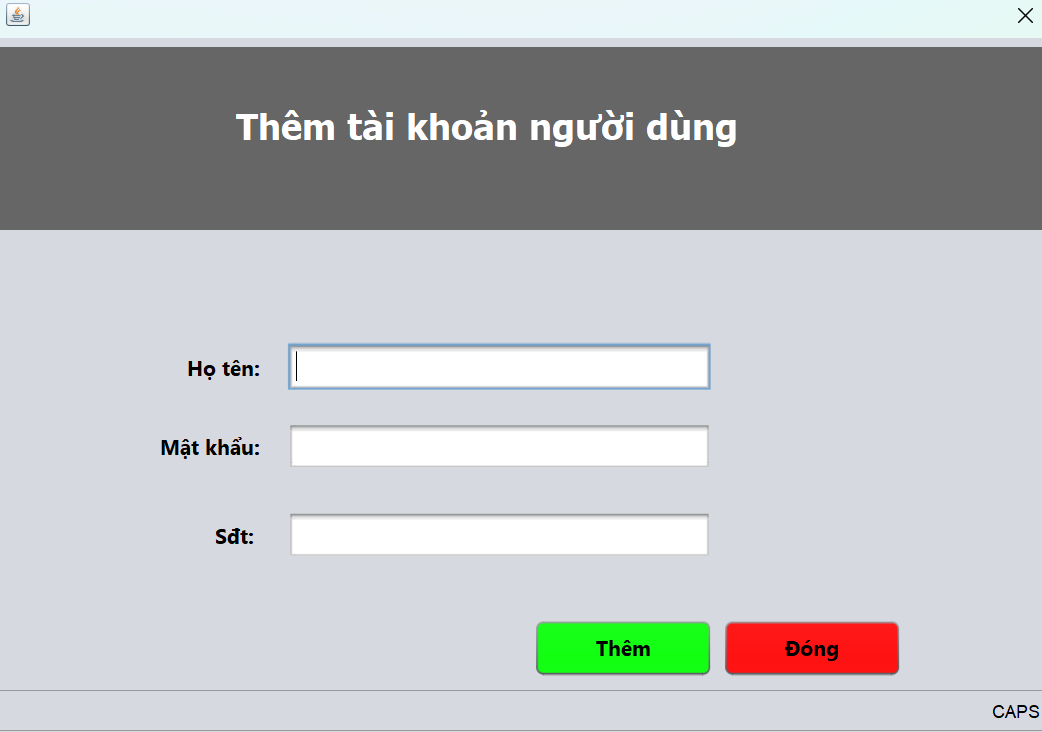 Thêm tài khoản người dùng
Họ tên:
Mật khẩu:
Sđt:
Thêm
Đóng
CAPS